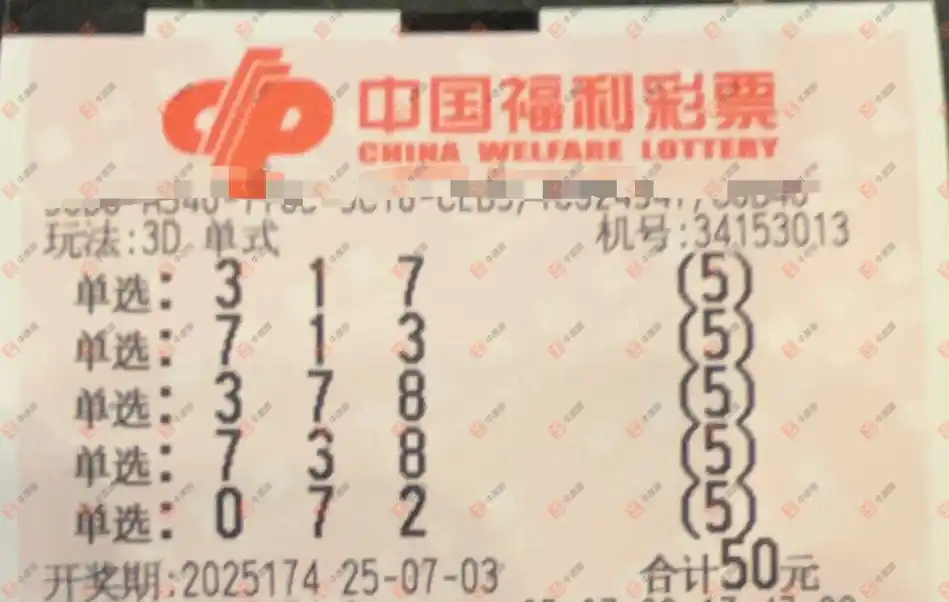 中国福利彩票
CHINA WELFARE LOTTERY
玩法:3D 单式 机号:34153013
单选: 3 1 7 (5)
单选: 7 1 3 (5)
单选: 3 7 8 (5)
单选: 7 3 8 (5)
单选: 0 7 2 (5)
开奖期:2025174 25-07-03 合计50元